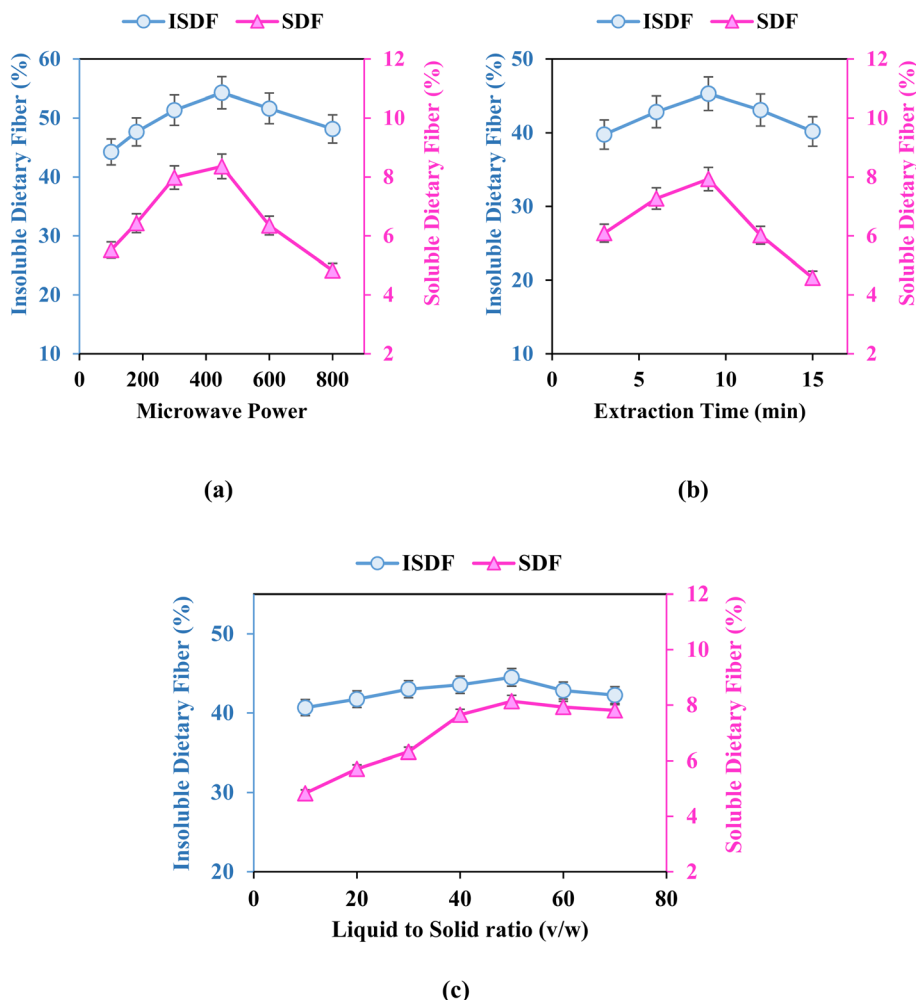 ISDF SDF
Insoluble Dietary Fiber (%)
60
50
40
30
20
10
0 200 400 600 800
Microwave Power
12
10
8
6
4
2
Soluble Dietary Fiber (%)
(a)
ISDF SDF
Insoluble Dietary Fiber (%)
50
40
30
20
10
0 5 10 15
Extraction Time (min)
12
10
8
6
4
2
Soluble Dietary Fiber (%)
(b)
ISDF SDF
Insoluble Dietary Fiber (%)
50
40
30
20
0 20 40 60 80
Liquid to Solid ratio (v/w)
12
10
8
6
4
2
Soluble Dietary Fiber (%)
(c)